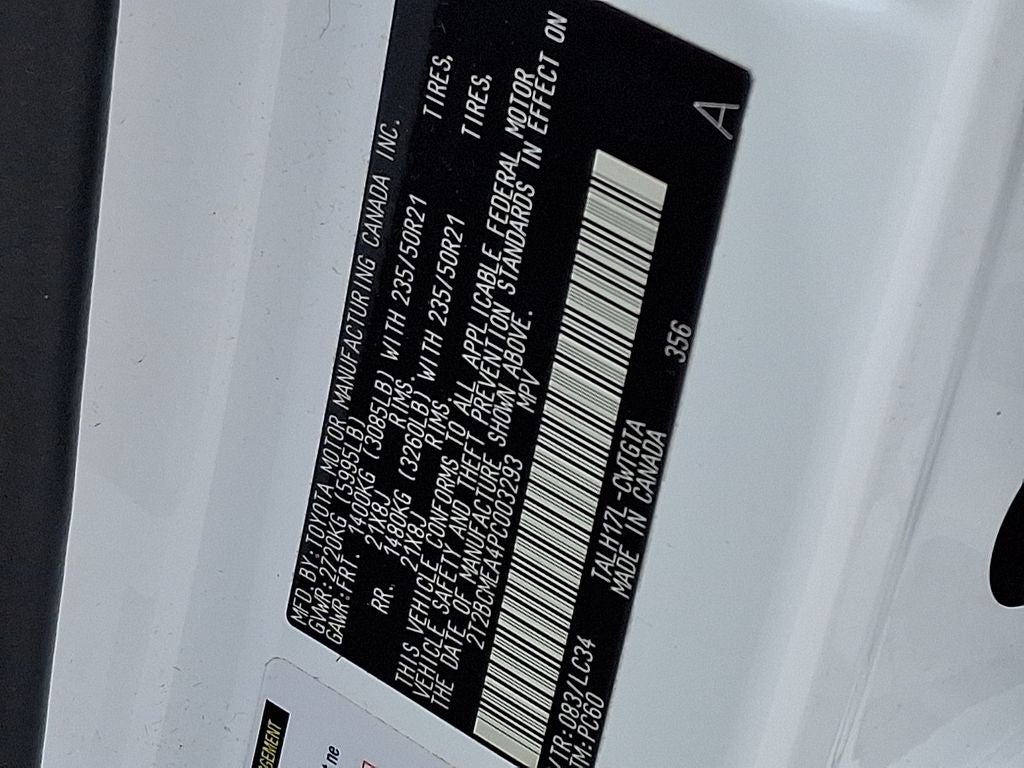 MFD. BY: TOYOTA MOTOR MANUFACTURING CANADA INC.
GVWR: 2720KG (5995LB)
GAWR: FRT. 1400KG (3085LB) WITH 235/50R21 TIRES,
21X8J RIMS.
RR. 1480KG (3260LB) WITH 235/50R21 TIRES,
21X8J RIMS.
THIS VEHICLE CONFORMS TO ALL APPLICABLE FEDERAL MOTOR
VEHICLE SAFETY AND THEFT PREVENTION STANDARDS IN EFFECT ON
THE DATE OF MANUFACTURE SHOWN ABOVE.
2T2BCMEA4PC003293 MPV
/TR: 083/LC34 TALH17L-CWTGTA 356
TM: PC60 MADE IN CANADA
A
GEMENT